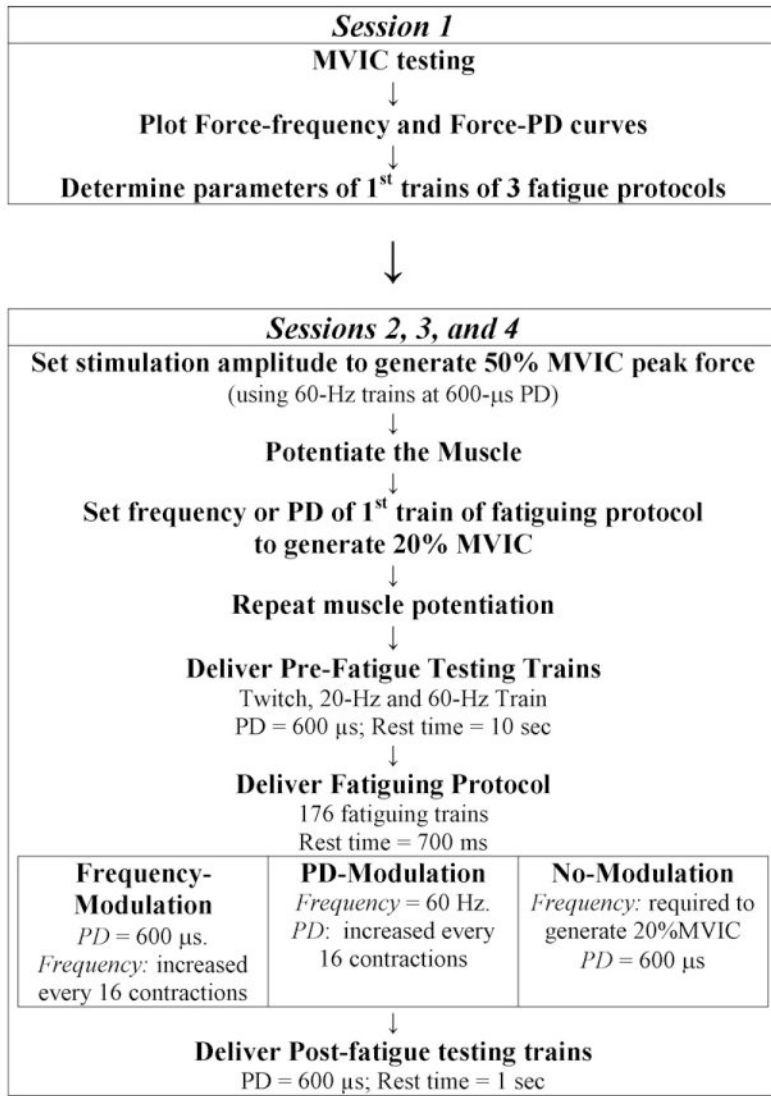 Session 1
MVIC testing
↓
Plot Force-frequency and Force-PD curves
↓
Determine parameters of 1st trains of 3 fatigue protocols
↓
Sessions 2, 3, and 4
Set stimulation amplitude to generate 50% MVIC peak force
(using 60-Hz trains at 600-μs PD)
↓
Potentiate the Muscle
↓
Set frequency or PD of 1st train of fatiguing protocol
to generate 20% MVIC
↓
Repeat muscle potentiation
↓
Deliver Pre-Fatigue Testing Trains
Twitch, 20-Hz and 60-Hz Train
PD = 600 μs; Rest time = 10 sec
↓
Deliver Fatiguing Protocol
176 fatiguing trains
Rest time = 700 ms
Frequency-
Modulation
PD = 600 μs.
Frequency: increased
every 16 contractions
PD-Modulation
Frequency = 60 Hz.
PD: increased every
16 contractions
No-Modulation
Frequency: required to
generate 20%MVIC
PD = 600 μs
↓
Deliver Post-fatigue testing trains
PD = 600 μs; Rest time = 1 sec